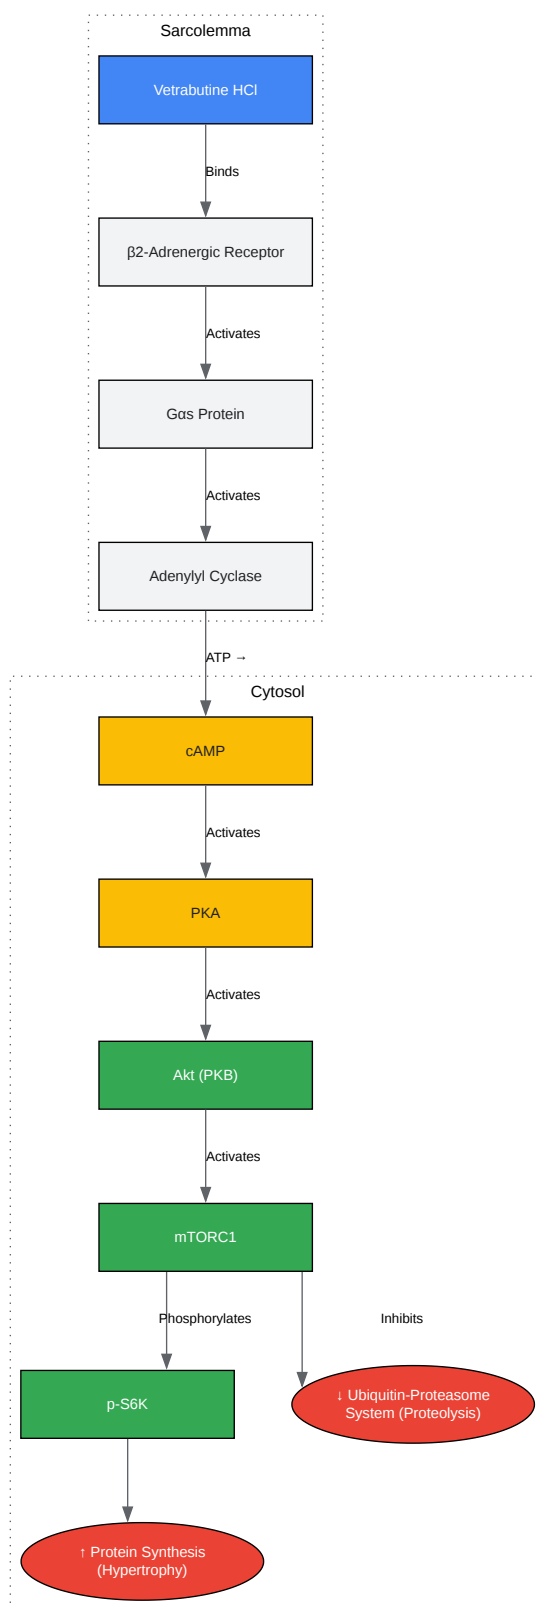 Sarcolemma
Vetrabutine HCl
Binds
β2-Adrenergic Receptor
Activates
Gαs Protein
Activates
Adenylyl Cyclase
ATP →
Cytosol
cAMP
Activates
PKA
Activates
Akt (PKB)
Activates
mTORC1
Phosphorylates
Inhibits
p-S6K
↓ Ubiquitin-Proteasome
System (Proteolysis)
↑ Protein Synthesis
(Hypertrophy)